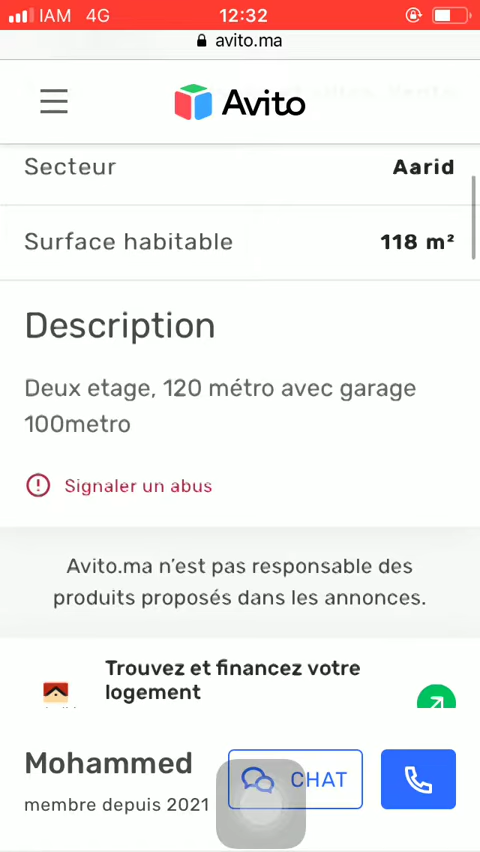 IAM 4G 12:32
avito.ma
Avito
Secteur Aarid
Surface habitable 118 m²
Description
Deux etage, 120 métro avec garage
100metro
Signaler un abus
Avito.ma n'est pas responsable des
produits proposés dans les annonces.
Trouvez et financez votre
logement
Mohammed
CHAT
membre depuis 2021